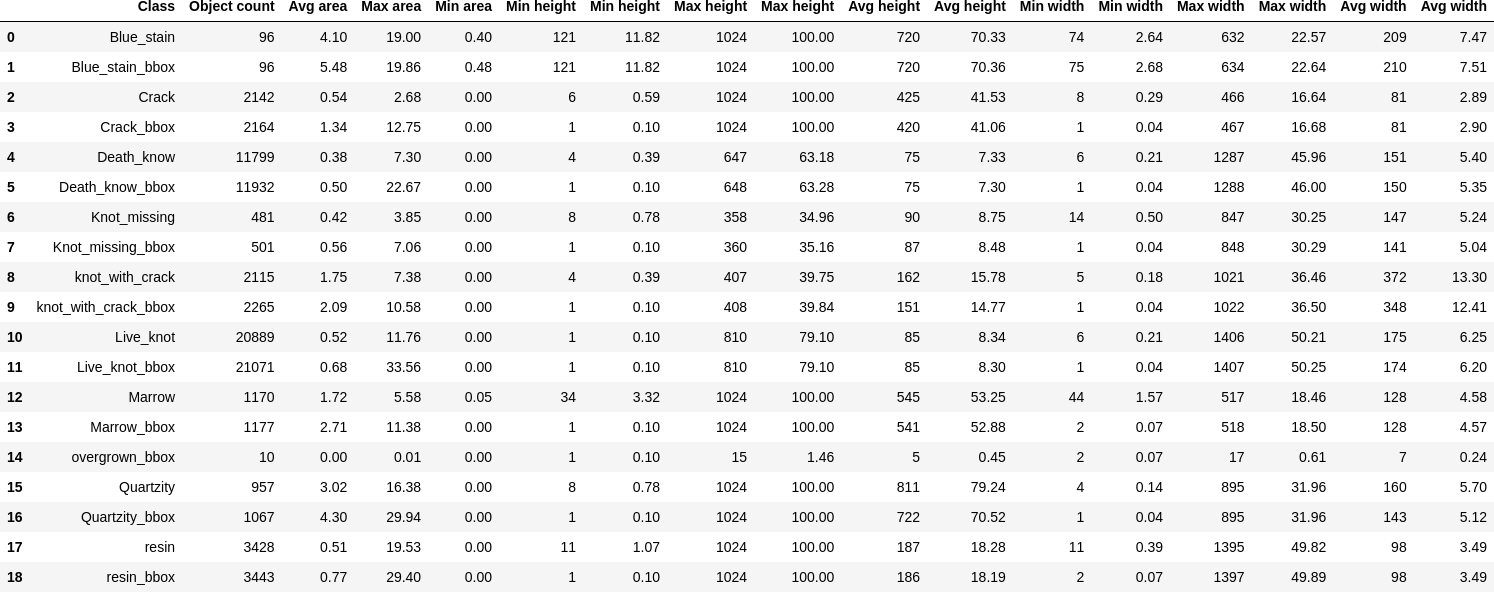 Class Object count Avg area Max area Min area Min height Min height Max height Max height Avg height Avg height Min width Min width Max width Max width Avg width Avg width
0 Blue_stain 96 4.10 19.00 0.40 121 11.82 1024 100.00 720 70.33 74 2.64 632 22.57 209 7.47
1 Blue_stain_bbox 96 5.48 19.86 0.48 121 11.82 1024 100.00 720 70.36 75 2.68 634 22.64 210 7.51
2 Crack 2142 0.54 2.68 0.00 6 0.59 1024 100.00 425 41.53 8 0.29 466 16.64 81 2.89
3 Crack_bbox 2164 1.34 12.75 0.00 1 0.10 1024 100.00 420 41.06 1 0.04 467 16.68 81 2.90
4 Death_know 11799 0.38 7.30 0.00 4 0.39 647 63.18 75 7.33 6 0.21 1287 45.96 151 5.40
5 Death_know_bbox 11932 0.50 22.67 0.00 1 0.10 648 63.28 75 7.30 1 0.04 1288 46.00 150 5.35
6 Knot_missing 481 0.42 3.85 0.00 8 0.78 358 34.96 90 8.75 14 0.50 847 30.25 147 5.24
7 Knot_missing_bbox 501 0.56 7.06 0.00 1 0.10 360 35.16 87 8.48 1 0.04 848 30.29 141 5.04
8 knot_with_crack 2115 1.75 7.38 0.00 4 0.39 407 39.75 162 15.78 5 0.18 1021 36.46 372 13.30
9 knot_with_crack_bbox 2265 2.09 10.58 0.00 1 0.10 408 39.84 151 14.77 1 0.04 1022 36.50 348 12.41
10 Live_knot 20889 0.52 11.76 0.00 1 0.10 810 79.10 85 8.34 6 0.21 1406 50.21 175 6.25
11 Live_knot_bbox 21071 0.68 33.56 0.00 1 0.10 810 79.10 85 8.30 1 0.04 1407 50.25 174 6.20
12 Marrow 1170 1.72 5.58 0.05 34 3.32 1024 100.00 545 53.25 44 1.57 517 18.46 128 4.58
13 Marrow_bbox 1177 2.71 11.38 0.00 1 0.10 1024 100.00 541 52.88 2 0.07 518 18.50 128 4.57
14 overgrown_bbox 10 0.00 0.01 0.00 1 0.10 15 1.46 5 0.45 2 0.07 17 0.61 7 0.24
15 Quartzity 957 3.02 16.38 0.00 8 0.78 1024 100.00 811 79.24 4 0.14 895 31.96 160 5.70
16 Quartzity_bbox 1067 4.30 29.94 0.00 1 0.10 1024 100.00 722 70.52 1 0.04 895 31.96 143 5.12
17 resin 3428 0.51 19.53 0.00 11 1.07 1024 100.00 187 18.28 11 0.39 1395 49.82 98 3.49
18 resin_bbox 3443 0.77 29.40 0.00 1 0.10 1024 100.00 186 18.19 2 0.07 1397 49.89 98 3.49